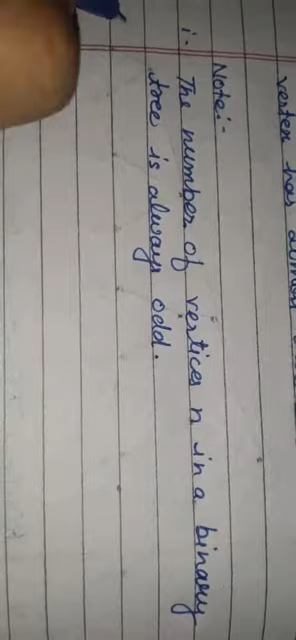 vertex has
Note:-
i. The number of vertices n in a binary
tree is always odd.